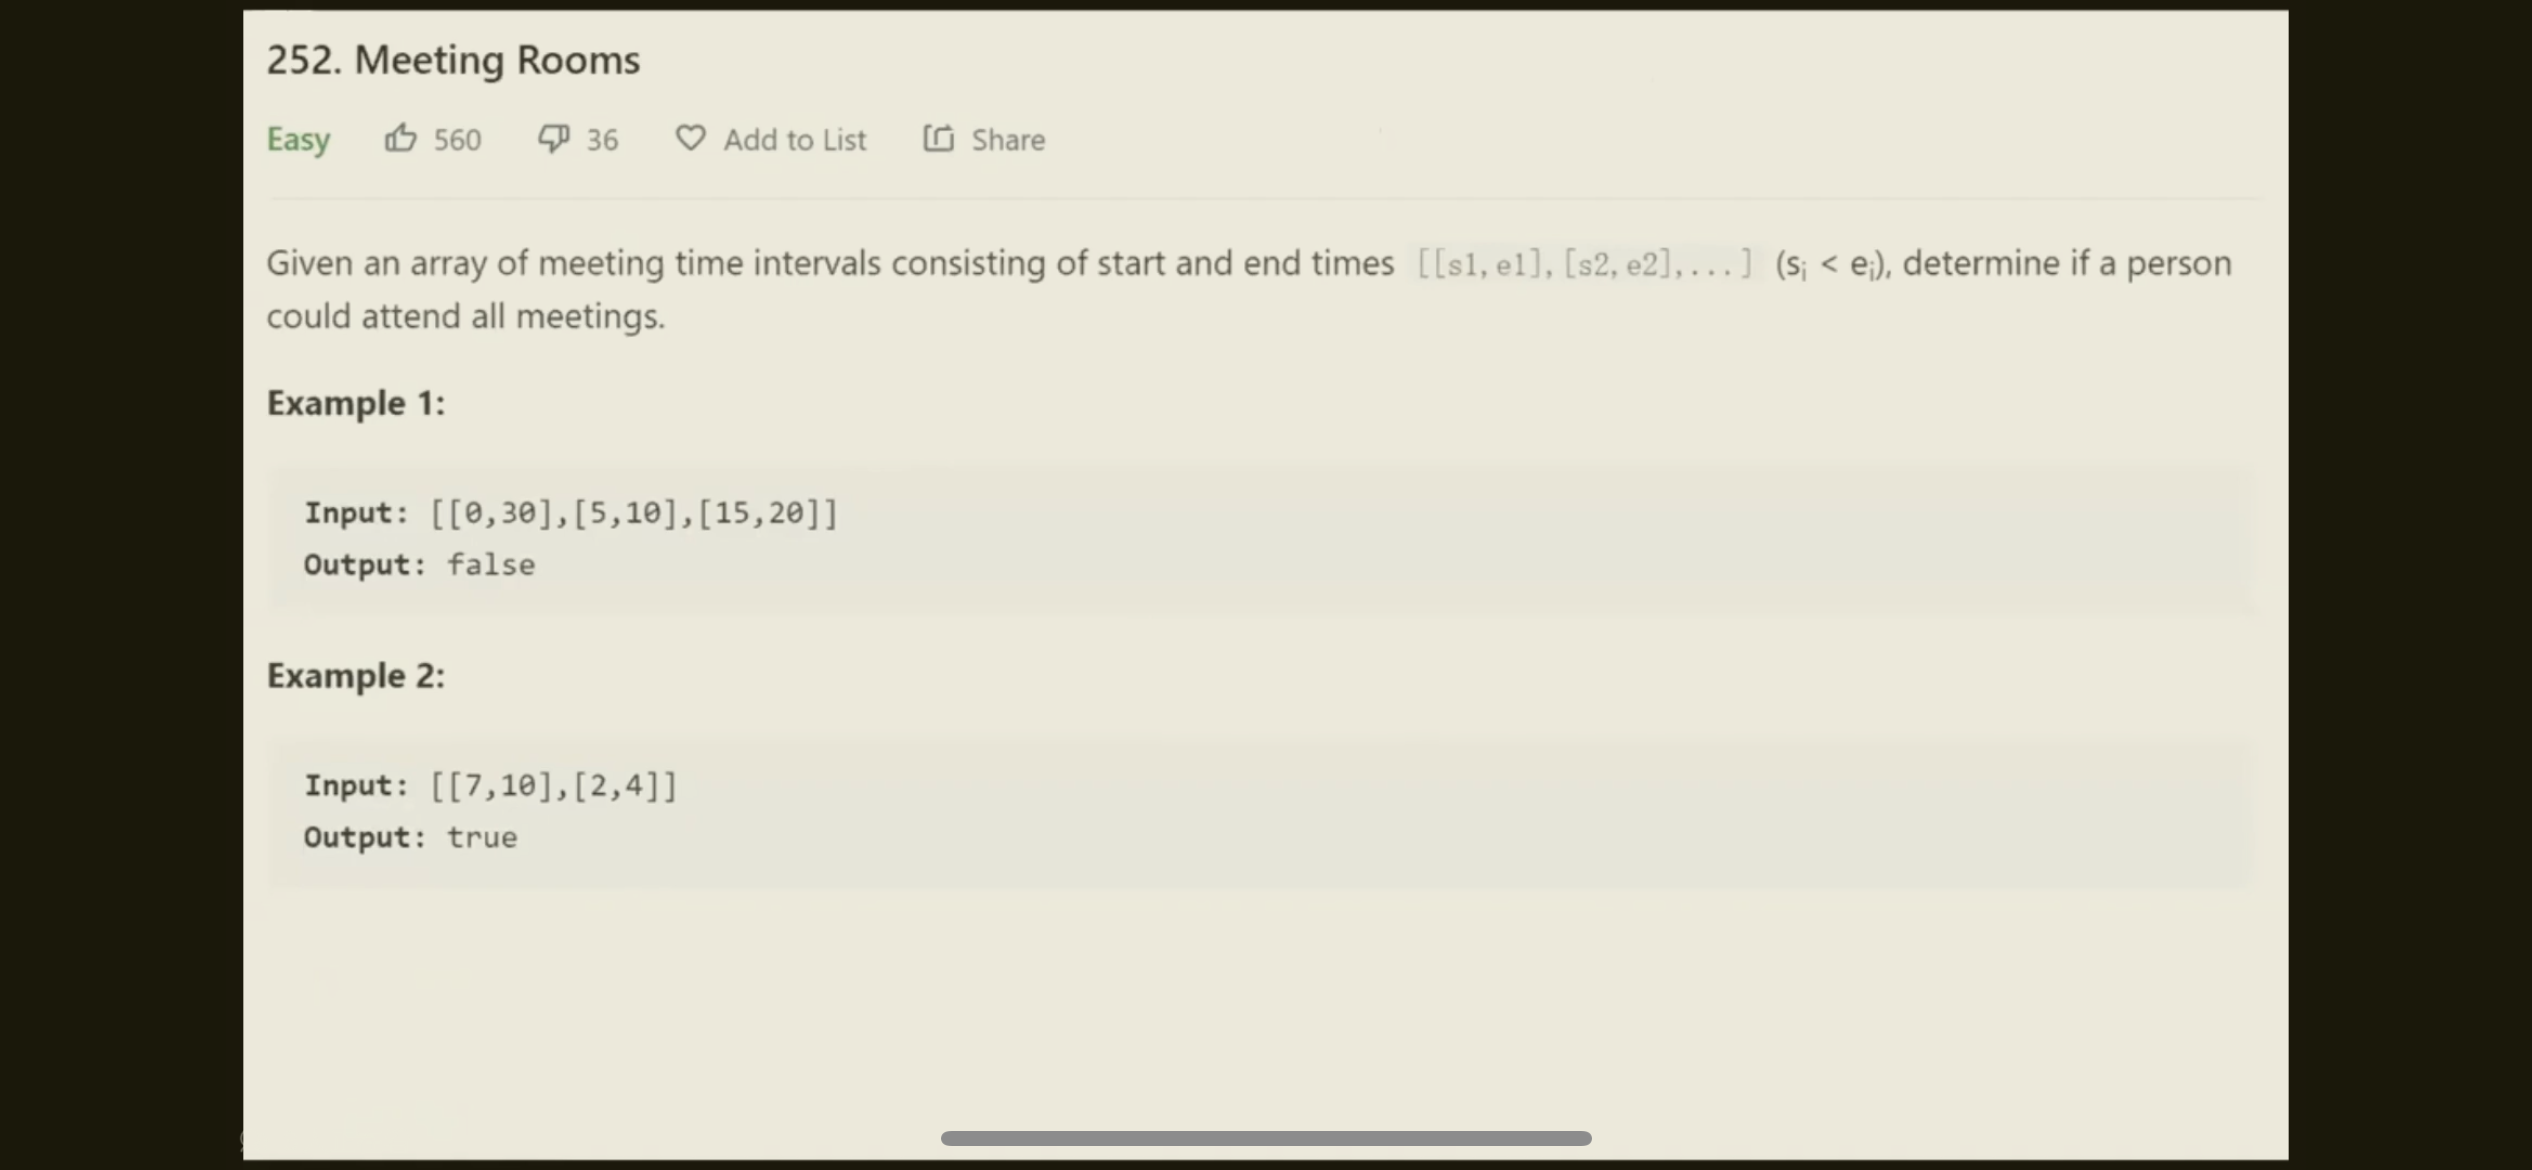 252. Meeting Rooms
Easy 560 36 Add to List Share
Given an array of meeting time intervals consisting of start and end times [[s1,e1],[s2,e2],...] (si < ei), determine if a person
could attend all meetings.
Example 1:
Input: [[0,30],[5,10],[15,20]]
Output: false
Example 2:
Input: [[7,10],[2,4]]
Output: true